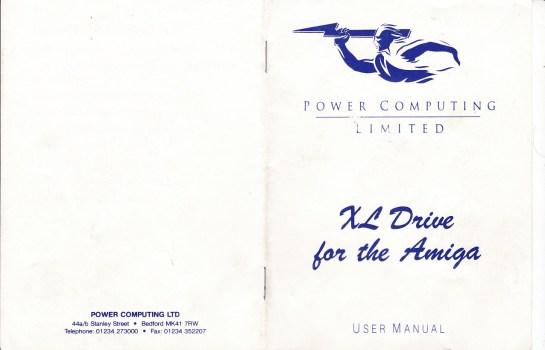 POWER COMPUTING
LIMITED
XL Drive
for the Amiga
USER MANUAL
POWER COMPUTING LTD
44a/b Stanley Street • Bedford MK41 7RW
Telephone: 01234 273000 • Fax: 01234 352207